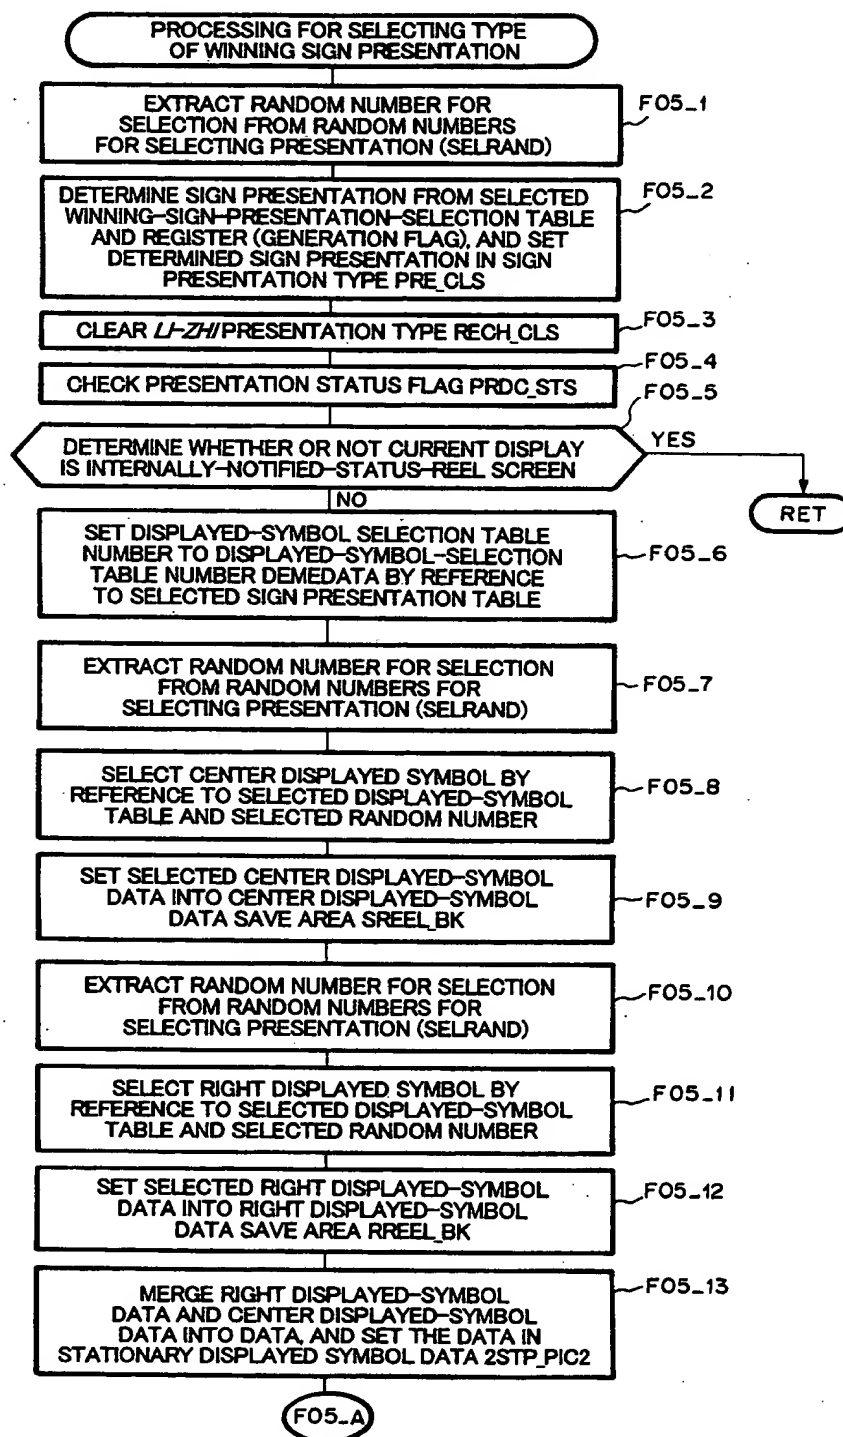 PROCESSING FOR SELECTING TYPE
OF WINNING SIGN PRESENTATION
EXTRACT RANDOM NUMBER FOR
SELECTION FROM RANDOM NUMBERS
FOR SELECTING PRESENTATION (SELRAND)
F05_1
DETERMINE SIGN PRESENTATION FROM SELECTED
WINNING-SIGN-PRESENTATION-SELECTION TABLE
AND REGISTER (GENERATION FLAG), AND SET
DETERMINED SIGN PRESENTATION IN SIGN
PRESENTATION TYPE PRE_CLS
F05_2
CLEAR LI-ZHI PRESENTATION TYPE RECH_CLS
F05_3
CHECK PRESENTATION STATUS FLAG PRDC_STS
F05_4
DETERMINE WHETHER OR NOT CURRENT DISPLAY
IS INTERNALLY-NOTIFIED-STATUS-REEL SCREEN
F05_5
YES
RET
NO
SET DISPLAYED-SYMBOL SELECTION TABLE
NUMBER TO DISPLAYED-SYMBOL-SELECTION
TABLE NUMBER DEMEDATA BY REFERENCE
TO SELECTED SIGN PRESENTATION TABLE
F05_6
EXTRACT RANDOM NUMBER FOR SELECTION
FROM RANDOM NUMBERS FOR
SELECTING PRESENTATION (SELRAND)
F05_7
SELECT CENTER DISPLAYED SYMBOL BY
REFERENCE TO SELECTED DISPLAYED-SYMBOL
TABLE AND SELECTED RANDOM NUMBER
F05_8
SET SELECTED CENTER DISPLAYED-SYMBOL
DATA INTO CENTER DISPLAYED-SYMBOL
DATA SAVE AREA SREEL_BK
F05_9
EXTRACT RANDOM NUMBER FOR SELECTION
FROM RANDOM NUMBERS FOR
SELECTING PRESENTATION (SELRAND)
F05_10
SELECT RIGHT DISPLAYED SYMBOL BY
REFERENCE TO SELECTED DISPLAYED-SYMBOL
TABLE AND SELECTED RANDOM NUMBER
F05_11
SET SELECTED RIGHT DISPLAYED-SYMBOL
DATA INTO RIGHT DISPLAYED-SYMBOL
DATA SAVE AREA RREEL_BK
F05_12
MERGE RIGHT DISPLAYED-SYMBOL
DATA AND CENTER DISPLAYED-SYMBOL
DATA INTO DATA, AND SET THE DATA IN
STATIONARY DISPLAYED SYMBOL DATA 2STP_PIC2
F05_13
F05_A